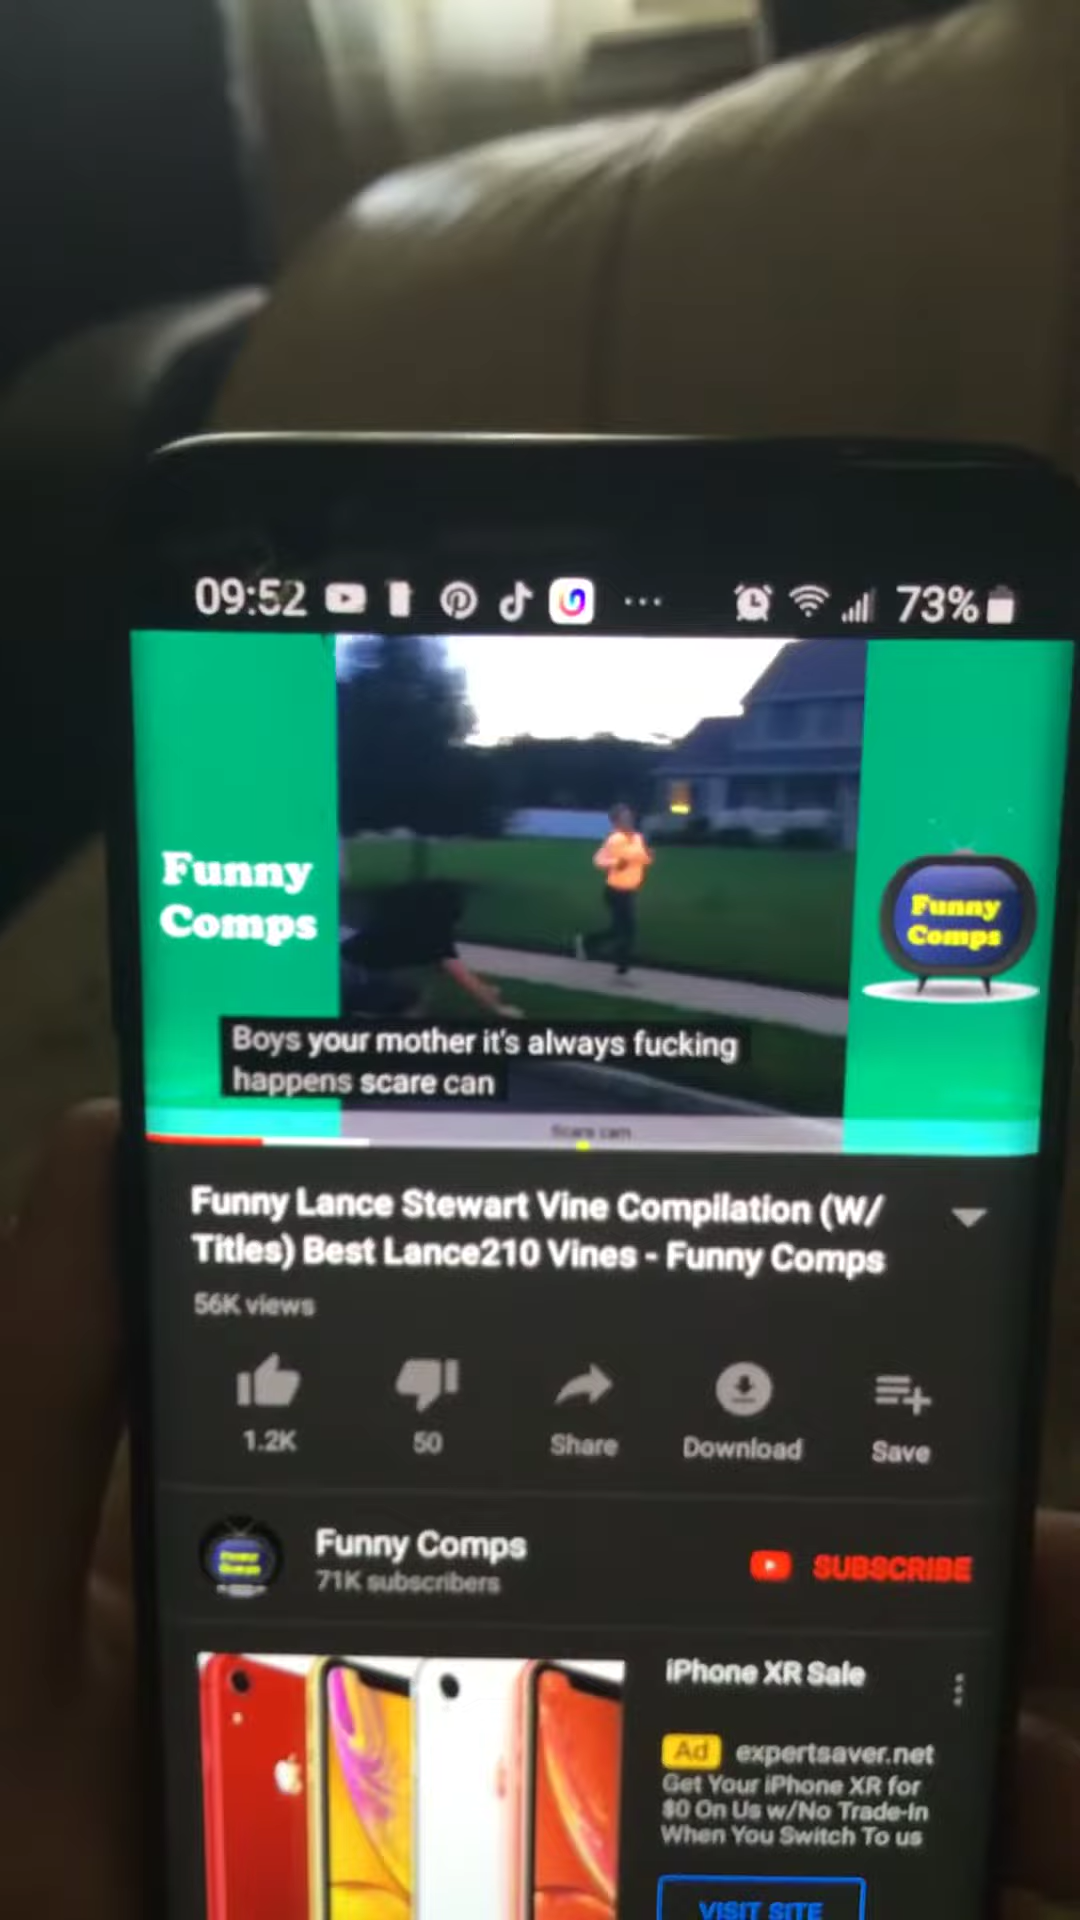 09:52
73%
Funny
Comps
Funny
Comps
Boys your mother it's always fucking
happens scare can
Scare cam
Funny Lance Stewart Vine Compilation (W/
Titles) Best Lance210 Vines - Funny Comps
56K views
1.2K
50
Share
Download
Save
Funny Comps
71K subscribers
SUBSCRIBE
iPhone XR Sale
Ad expertsaver.net
Get Your iPhone XR for
$0 On Us w/No Trade-In
When You Switch To us
VISIT SITE